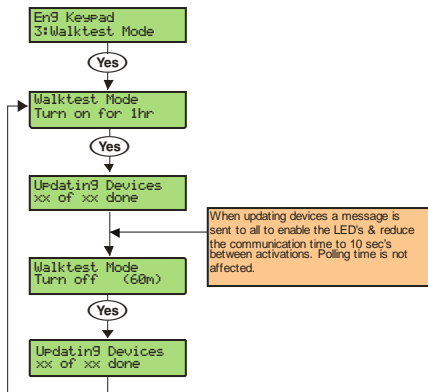 Eng Keypad
3:Walktest Mode
Yes
Walktest Mode
Turn on for 1hr
Yes
Updating Devices
xx of xx done
When updating devices a message is
sent to all to enable the LED's & reduce
the communication time to 10 sec's
between activations. Polling time is not
affected.
Walktest Mode
Turn off (60m)
Yes
Updating Devices
xx of xx done